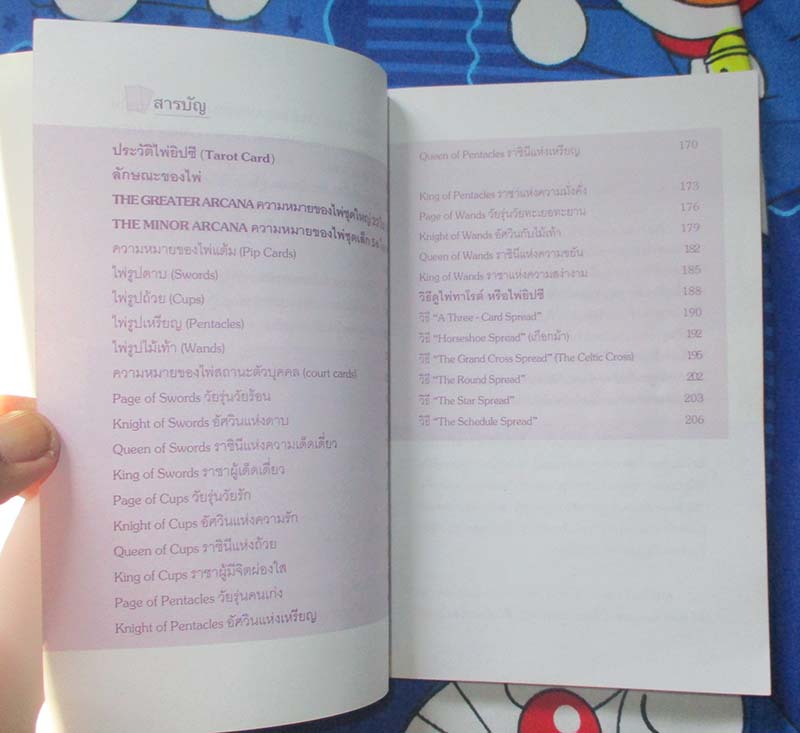 สารบัญ
ประวัติไพ่ยิปซี (Tarot Card)
ลักษณะของไพ่
THE GREATER ARCANA ความหมายของไพ่ชุดใหญ่ 22
THE MINOR ARCANA ความหมายของไพ่ชุดเล็ก 56
ความหมายของไพ่แต้ม (Pip Cards)
ไพ่รูปดาบ (Swords)
ไพ่รูปถ้วย (Cups)
ไพ่รูปเหรียญ (Pentacles)
ไพ่รูปไม้เท้า (Wands)
ความหมายของไพ่สถานะตัวบุคคล (court cards)
Page of Swords วัยรุ่นวัยร้อน
Knight of Swords อัศวินแห่งดาบ
Queen of Swords ราชินีแห่งความเด็ดเดี่ยว
King of Swords ราชาผู้เด็ดเดี่ยว
Page of Cups วัยรุ่นวัยรัก
Knight of Cups อัศวินแห่งความรัก
Queen of Cups ราชินีแห่งถ้วย
King of Cups ราชาผู้มีจิตผ่องใส
Page of Pentacles วัยรุ่นคนเก่ง
Knight of Pentacles อัศวินแห่งเหรียญ
Queen of Pentacles ราชินีแห่งเหรียญ 170
King of Pentacles ราชาแห่งความมั่งคั่ง 173
Page of Wands วัยรุ่นวัยทะเยอทะยาน 176
Knight of Wands อัศวินกับไม้เท้า 179
Queen of Wands ราชินีแห่งความขยัน 182
King of Wands ราชาแห่งความสง่างาม 185
วิธีดูไพ่ทาโรต์ หรือไพ่ยิปซี 188
วิธี "A Three - Card Spread" 190
วิธี "Horseshoe Spread" (เกือกม้า) 192
วิธี "The Grand Cross Spread" (The Celtic Cross) 195
วิธี "The Round Spread" 202
วิธี "The Star Spread" 203
วิธี "The Schedule Spread" 206